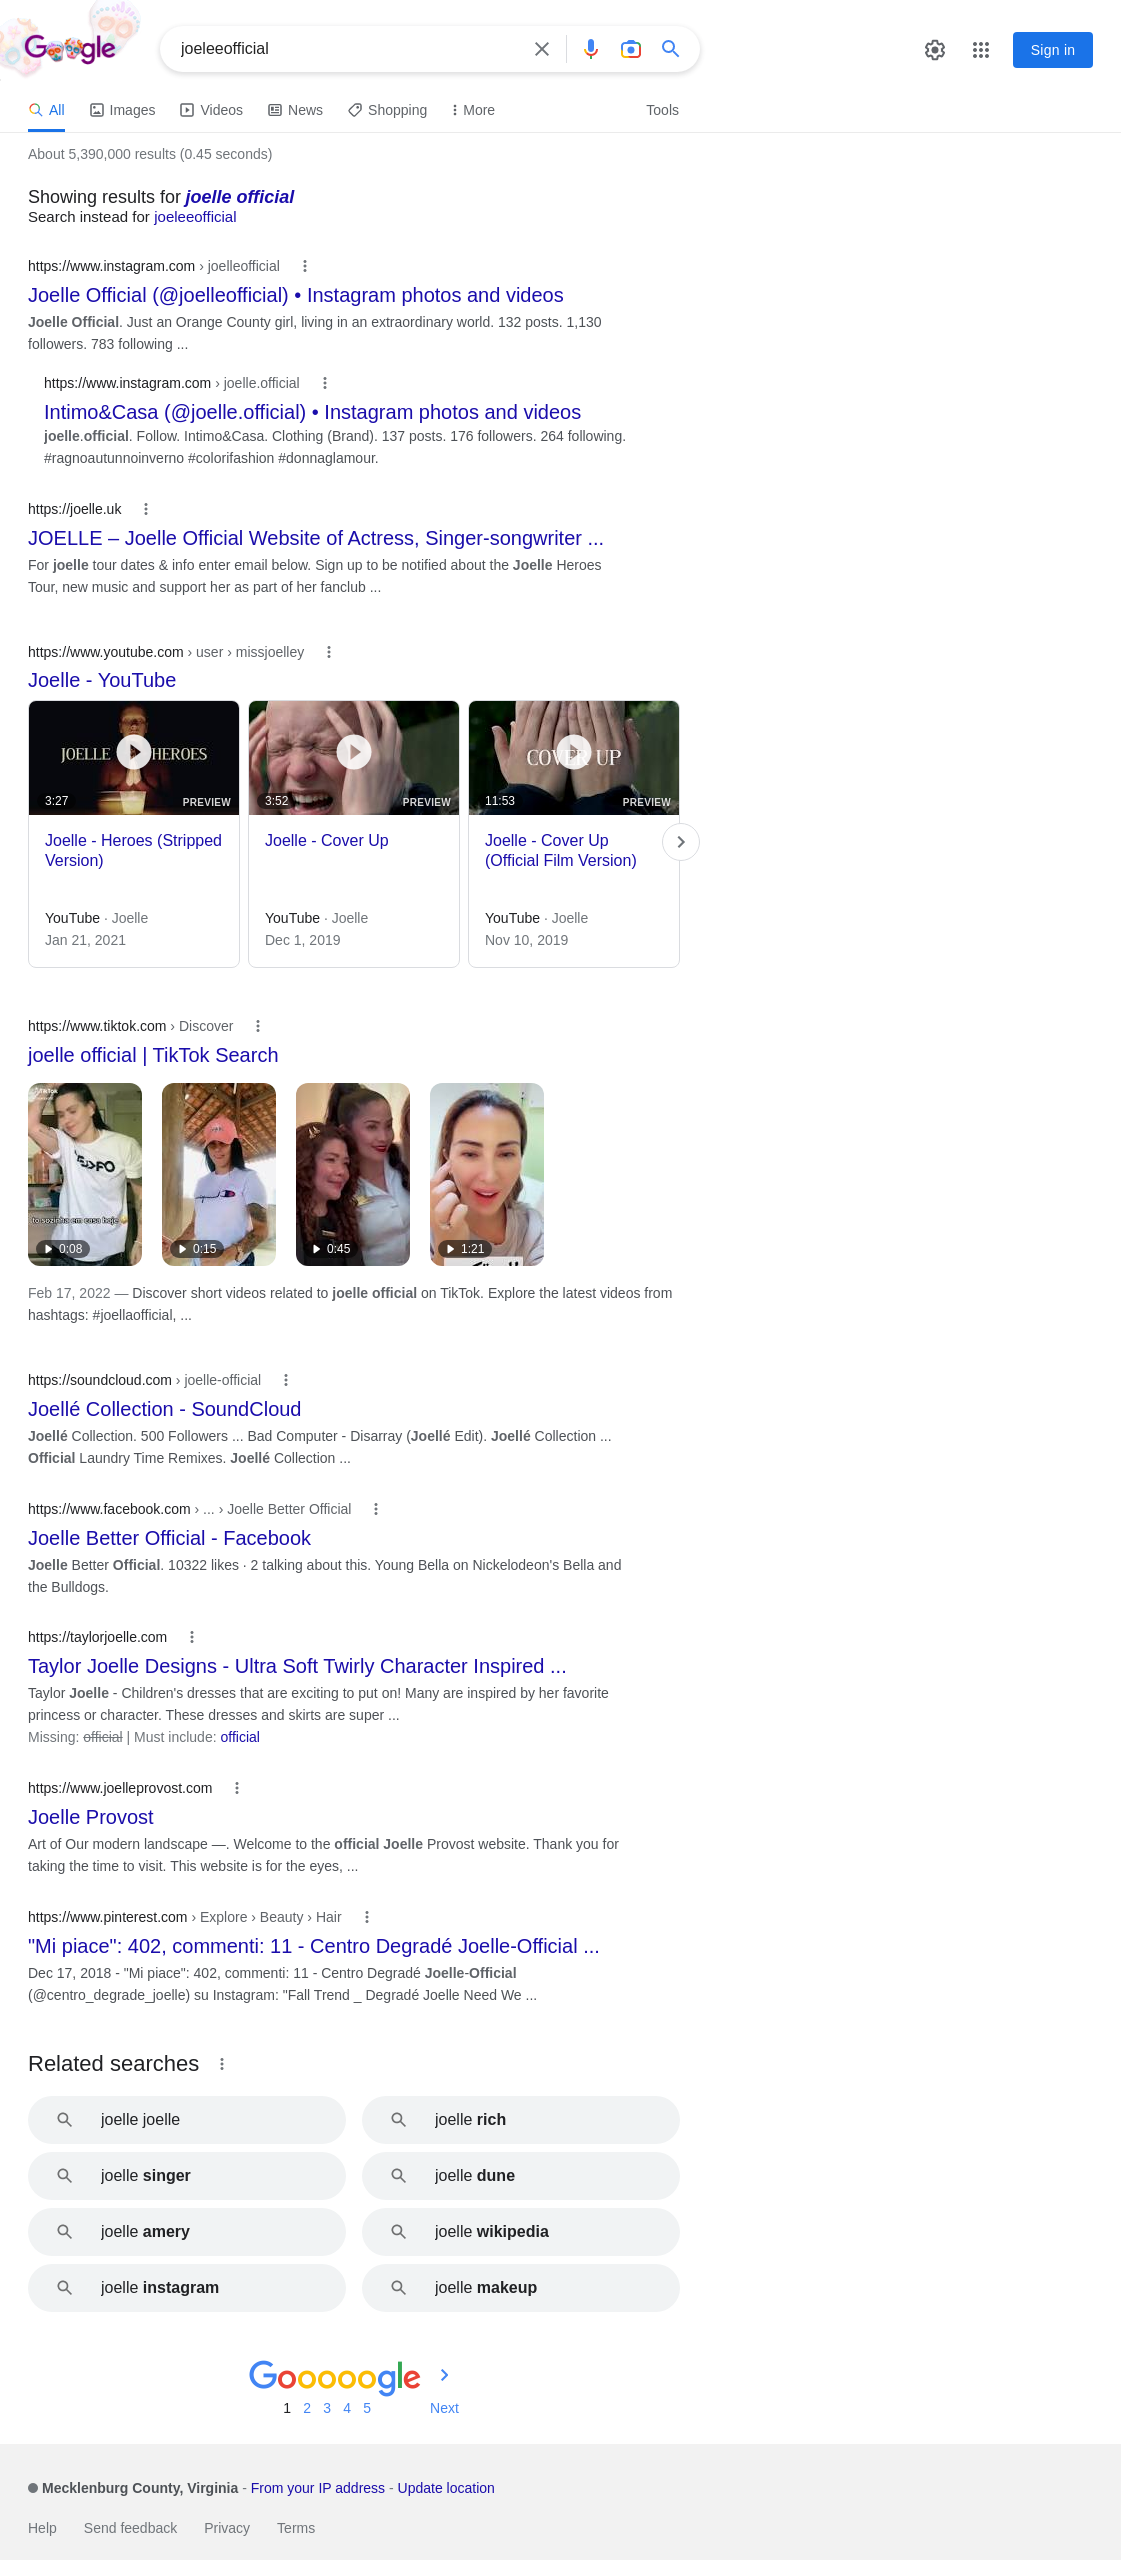 Google
joeleeofficial
Sign in
All
Images
Videos
News
Shopping
More
Tools
About 5,390,000 results (0.45 seconds)
Showing results for joelle official
Search instead for joeleeofficial
https://www.instagram.com › joelleofficial
Joelle Official (@joelleofficial) • Instagram photos and videos
Joelle Official. Just an Orange County girl, living in an extraordinary world. 132 posts. 1,130
followers. 783 following ...
https://www.instagram.com › joelle.official
Intimo&Casa (@joelle.official) • Instagram photos and videos
joelle.official. Follow. Intimo&Casa. Clothing (Brand). 137 posts. 176 followers. 264 following.
#ragnoautunnoinverno #colorifashion #donnaglamour.
https://joelle.uk
JOELLE – Joelle Official Website of Actress, Singer-songwriter ...
For joelle tour dates & info enter email below. Sign up to be notified about the Joelle Heroes
Tour, new music and support her as part of her fanclub ...
https://www.youtube.com › user › missjoelley
Joelle - YouTube
JOELLE HEROES
3:27
PREVIEW
3:52
PREVIEW
COVER UP
11:53
PREVIEW
Joelle - Heroes (Stripped
Version)
YouTube · Joelle
Jan 21, 2021
Joelle - Cover Up
YouTube · Joelle
Dec 1, 2019
Joelle - Cover Up
(Official Film Version)
YouTube · Joelle
Nov 10, 2019
https://www.tiktok.com › Discover
joelle official | TikTok Search
TikTok
to sozinha em casa hoje
0:08
0:15
0:45
1:21
Feb 17, 2022 — Discover short videos related to joelle official on TikTok. Explore the latest videos from
hashtags: #joellaofficial, ...
https://soundcloud.com › joelle-official
Joellé Collection - SoundCloud
Joellé Collection. 500 Followers ... Bad Computer - Disarray (Joellé Edit). Joellé Collection ...
Official Laundry Time Remixes. Joellé Collection ...
https://www.facebook.com › ... › Joelle Better Official
Joelle Better Official - Facebook
Joelle Better Official. 10322 likes · 2 talking about this. Young Bella on Nickelodeon's Bella and
the Bulldogs.
https://taylorjoelle.com
Taylor Joelle Designs - Ultra Soft Twirly Character Inspired ...
Taylor Joelle - Children's dresses that are exciting to put on! Many are inspired by her favorite
princess or character. These dresses and skirts are super ...
Missing: official | Must include: official
https://www.joelleprovost.com
Joelle Provost
Art of Our modern landscape —. Welcome to the official Joelle Provost website. Thank you for
taking the time to visit. This website is for the eyes, ...
https://www.pinterest.com › Explore › Beauty › Hair
"Mi piace": 402, commenti: 11 - Centro Degradé Joelle-Official ...
Dec 17, 2018 - "Mi piace": 402, commenti: 11 - Centro Degradé Joelle-Official
(@centro_degrade_joelle) su Instagram: "Fall Trend _ Degradé Joelle Need We ...
Related searches
joelle joelle
joelle rich
joelle singer
joelle dune
joelle amery
joelle wikipedia
joelle instagram
joelle makeup
Gooooogle
1 2 3 4 5 Next
Mecklenburg County, Virginia - From your IP address - Update location
Help Send feedback Privacy Terms